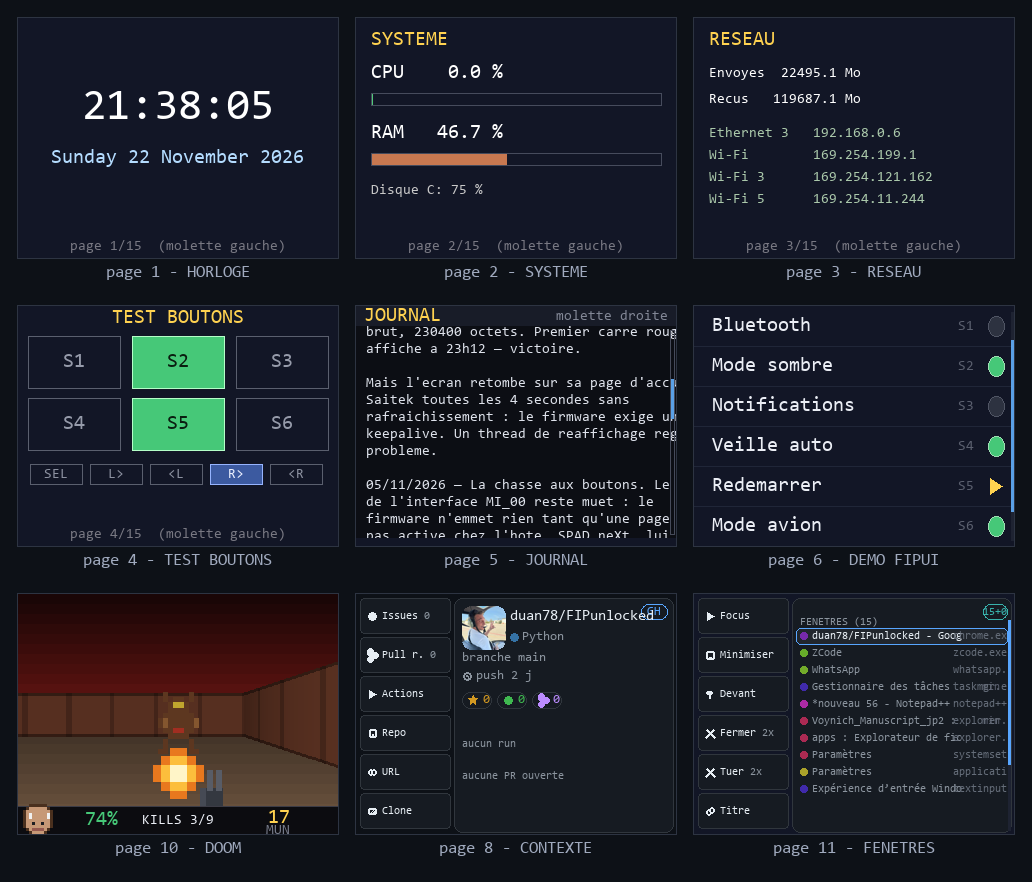 21:38:05
Sunday 22 November 2026
page 1/15 (molette gauche)
page 1 - HORLOGE
SYSTEME
CPU 0.0 %
RAM 46.7 %
Disque C: 75 %
page 2/15 (molette gauche)
page 2 - SYSTEME
RESEAU
Envoyes 22495.1 Mo
Recus 119687.1 Mo
Ethernet 3 192.168.0.6
Wi-Fi 169.254.199.1
Wi-Fi 3 169.254.121.162
Wi-Fi 5 169.254.11.244
page 3/15 (molette gauche)
page 3 - RESEAU
TEST BOUTONS
S1 S2 S3
S4 S5 S6
SEL L> <L R> <R
page 4/15 (molette gauche)
page 4 - TEST BOUTONS
JOURNAL molette droite
brut, 230400 octets. Premier carre roug
affiche a 23h12 — victoire.
Mais l'ecran retombe sur sa page d'accu
Saitek toutes les 4 secondes sans
rafraichissement : le firmware exige un
keepalive. Un thread de reaffichage reg
probleme.
05/11/2026 — La chasse aux boutons. Le
de l'interface MI_00 reste muet : le
firmware n'emmet rien tant qu'une page
pas active chez l'hote. SPAD.neXt, lui
page 5 - JOURNAL
Bluetooth S1
Mode sombre S2
Notifications S3
Veille auto S4
Redemarrer S5
Mode avion S6
page 6 - DEMO FIPUI
74% KILLS 3/9 17
MUN
page 10 - DOOM
Issues 0
Pull r. 0
Actions
Repo
URL
Clone
duan78/FIPunlocked GH
Python
branche main
push 2 j
0 0 0
aucun run
aucune PR ouverte
page 8 - CONTEXTE
Focus
Minimiser
Devant
Fermer 2x
Tuer 2x
Titre
15+0
FENETRES (15)
duan78/FIPunlocked - Goog chrome.ex
ZCode zcode.exe
WhatsApp whatsapp.
Gestionnaire des tâches taskmgr.e
*nouveau 56 - Notepad++ notepad++
Voynich_Manuscript_jp2 : explorer.
apps : Explorateur de fic explorer.
Paramètres systemset
Paramètres applicati
Expérience d’entrée Windo textinput
page 11 - FENETRES